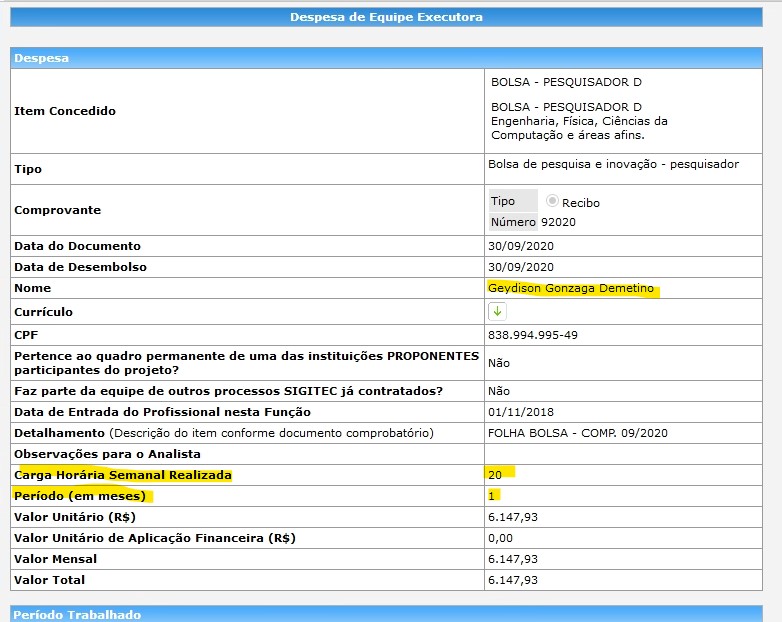 Despesa de Equipe Executora
Despesa
Item Concedido
BOLSA - PESQUISADOR D
BOLSA - PESQUISADOR D
Engenharia, Física, Ciências da
Computação e áreas afins.
Tipo
Bolsa de pesquisa e inovação - pesquisador
Comprovante
Tipo Recibo
Número 92020
Data do Documento 30/09/2020
Data de Desembolso 30/09/2020
Nome Geydison Gonzaga Demetino
Currículo
CPF 838.994.995-49
Pertence ao quadro permanente de uma das instituições PROPONENTES
participantes do projeto?
Não
Faz parte da equipe de outros processos SIGITEC já contratados? Não
Data de Entrada do Profissional nesta Função 01/11/2018
Detalhamento (Descrição do item conforme documento comprobatório) FOLHA BOLSA - COMP. 09/2020
Observações para o Analista
Carga Horária Semanal Realizada 20
Período (em meses) 1
Valor Unitário (R$) 6.147,93
Valor Unitário de Aplicação Financeira (R$) 0,00
Valor Mensal 6.147,93
Valor Total 6.147,93
Período Trabalhado